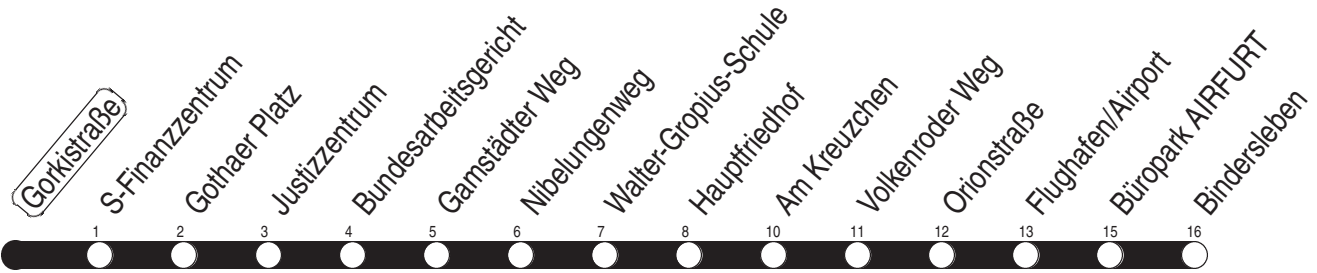 Gorkistraße
S-Finanzzentrum
Gothaer Platz
Justizzentrum
Bundesarbeitsgericht
Gamstädter Weg
Nibelungenweg
Walter-Gropius-Schule
Hauptfriedhof
Am Kreuzchen
Volkenroder Weg
Orionstraße
Flughafen/Airport
Büropark AIRFURT
Bindersleben
1 2 3 4 5 6 7 8 10 11 12 13 15 16